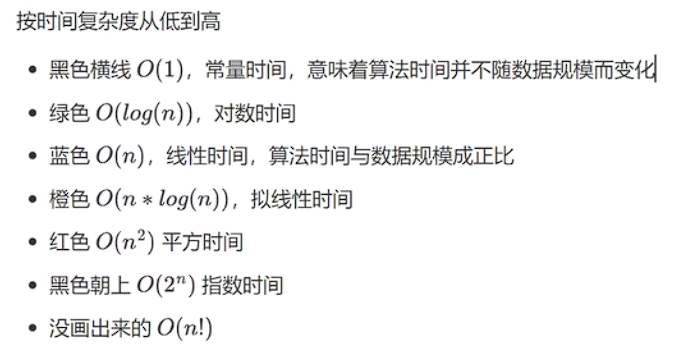 按时间复杂度从低到高
• 黑色横线 O(1)，常量时间，意味着算法时间并不随数据规模而变化
• 绿色 O(log(n))，对数时间
• 蓝色 O(n)，线性时间，算法时间与数据规模成正比
• 橙色 O(n * log(n))，拟线性时间
• 红色 O(n²) 平方时间
• 黑色朝上 O(2ⁿ) 指数时间
• 没画出来的 O(n!)